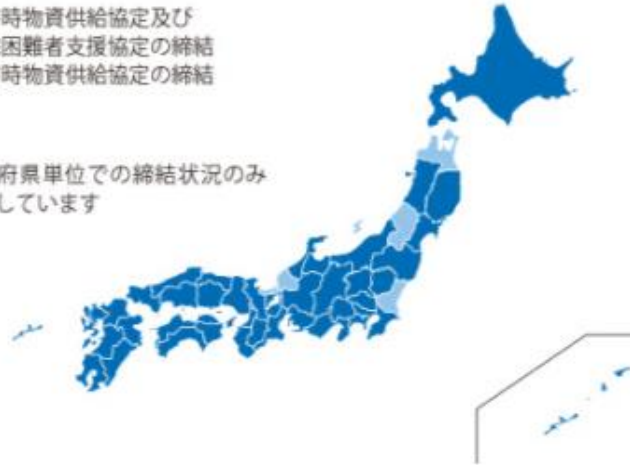 時物資供給協定及び
困難者支援協定の締結
時物資供給協定の締結
府県単位での締結状況のみ
しています